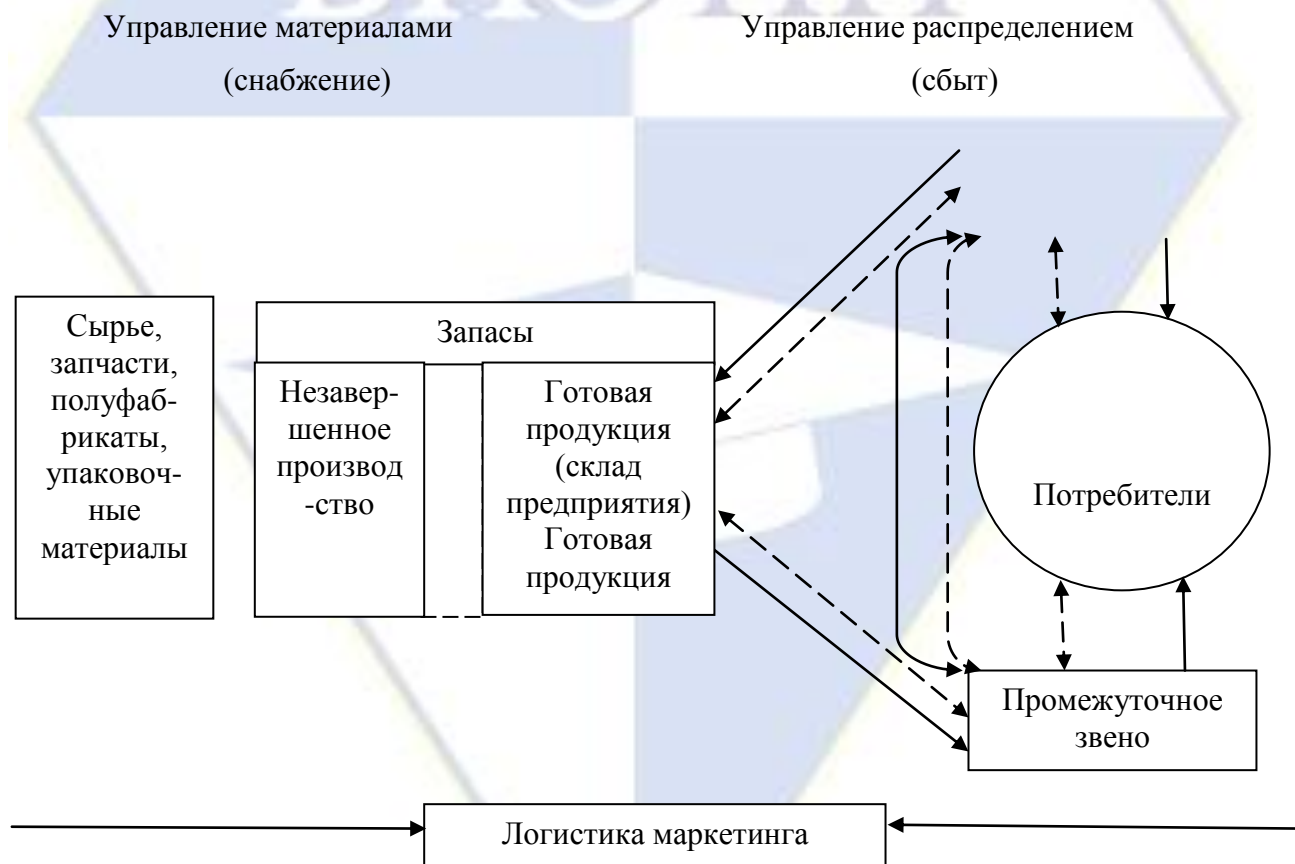 Управление материалами
(снабжение)
Управление распределением
(сбыт)
Сырье,
запчасти,
полуфаб-
рикаты,
упаковоч-
ные
материалы
Запасы
Незавер-
шенное
производ
-ство
Готовая
продукция
(склад
предприятия)
Готовая
продукция
Потребители
Промежуточное
звено
Логистика маркетинга